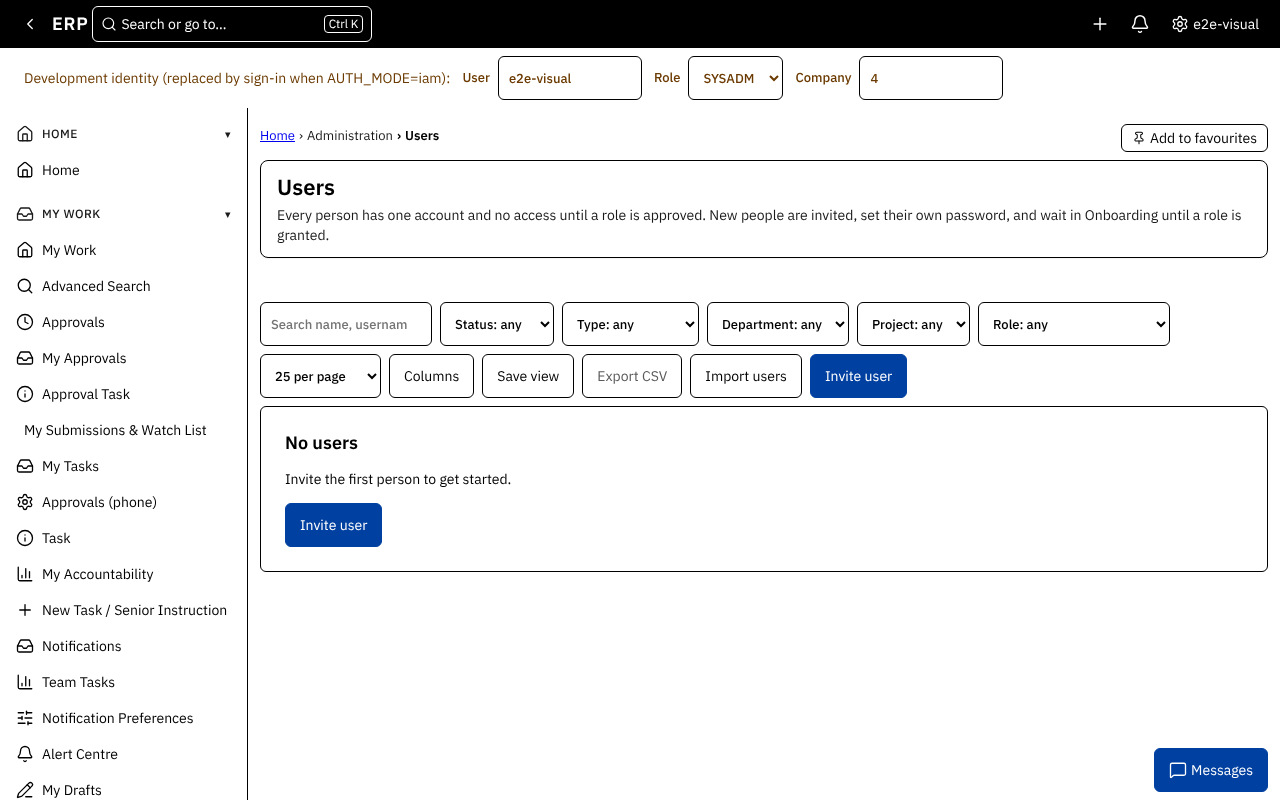 ERP
Search or go to...
Ctrl K
e2e-visual
Development identity (replaced by sign-in when AUTH_MODE=iam):
User
e2e-visual
Role
SYSADM
Company
4
HOME
Home
MY WORK
My Work
Advanced Search
Approvals
My Approvals
Approval Task
My Submissions & Watch List
My Tasks
Approvals (phone)
Task
My Accountability
New Task / Senior Instruction
Notifications
Team Tasks
Notification Preferences
Alert Centre
My Drafts
Home › Administration › Users
Add to favourites
Users
Every person has one account and no access until a role is approved. New people are invited, set their own password, and wait in Onboarding until a role is
granted.
Search name, usernam
Status: any
Type: any
Department: any
Project: any
Role: any
25 per page
Columns
Save view
Export CSV
Import users
Invite user
No users
Invite the first person to get started.
Invite user
Messages